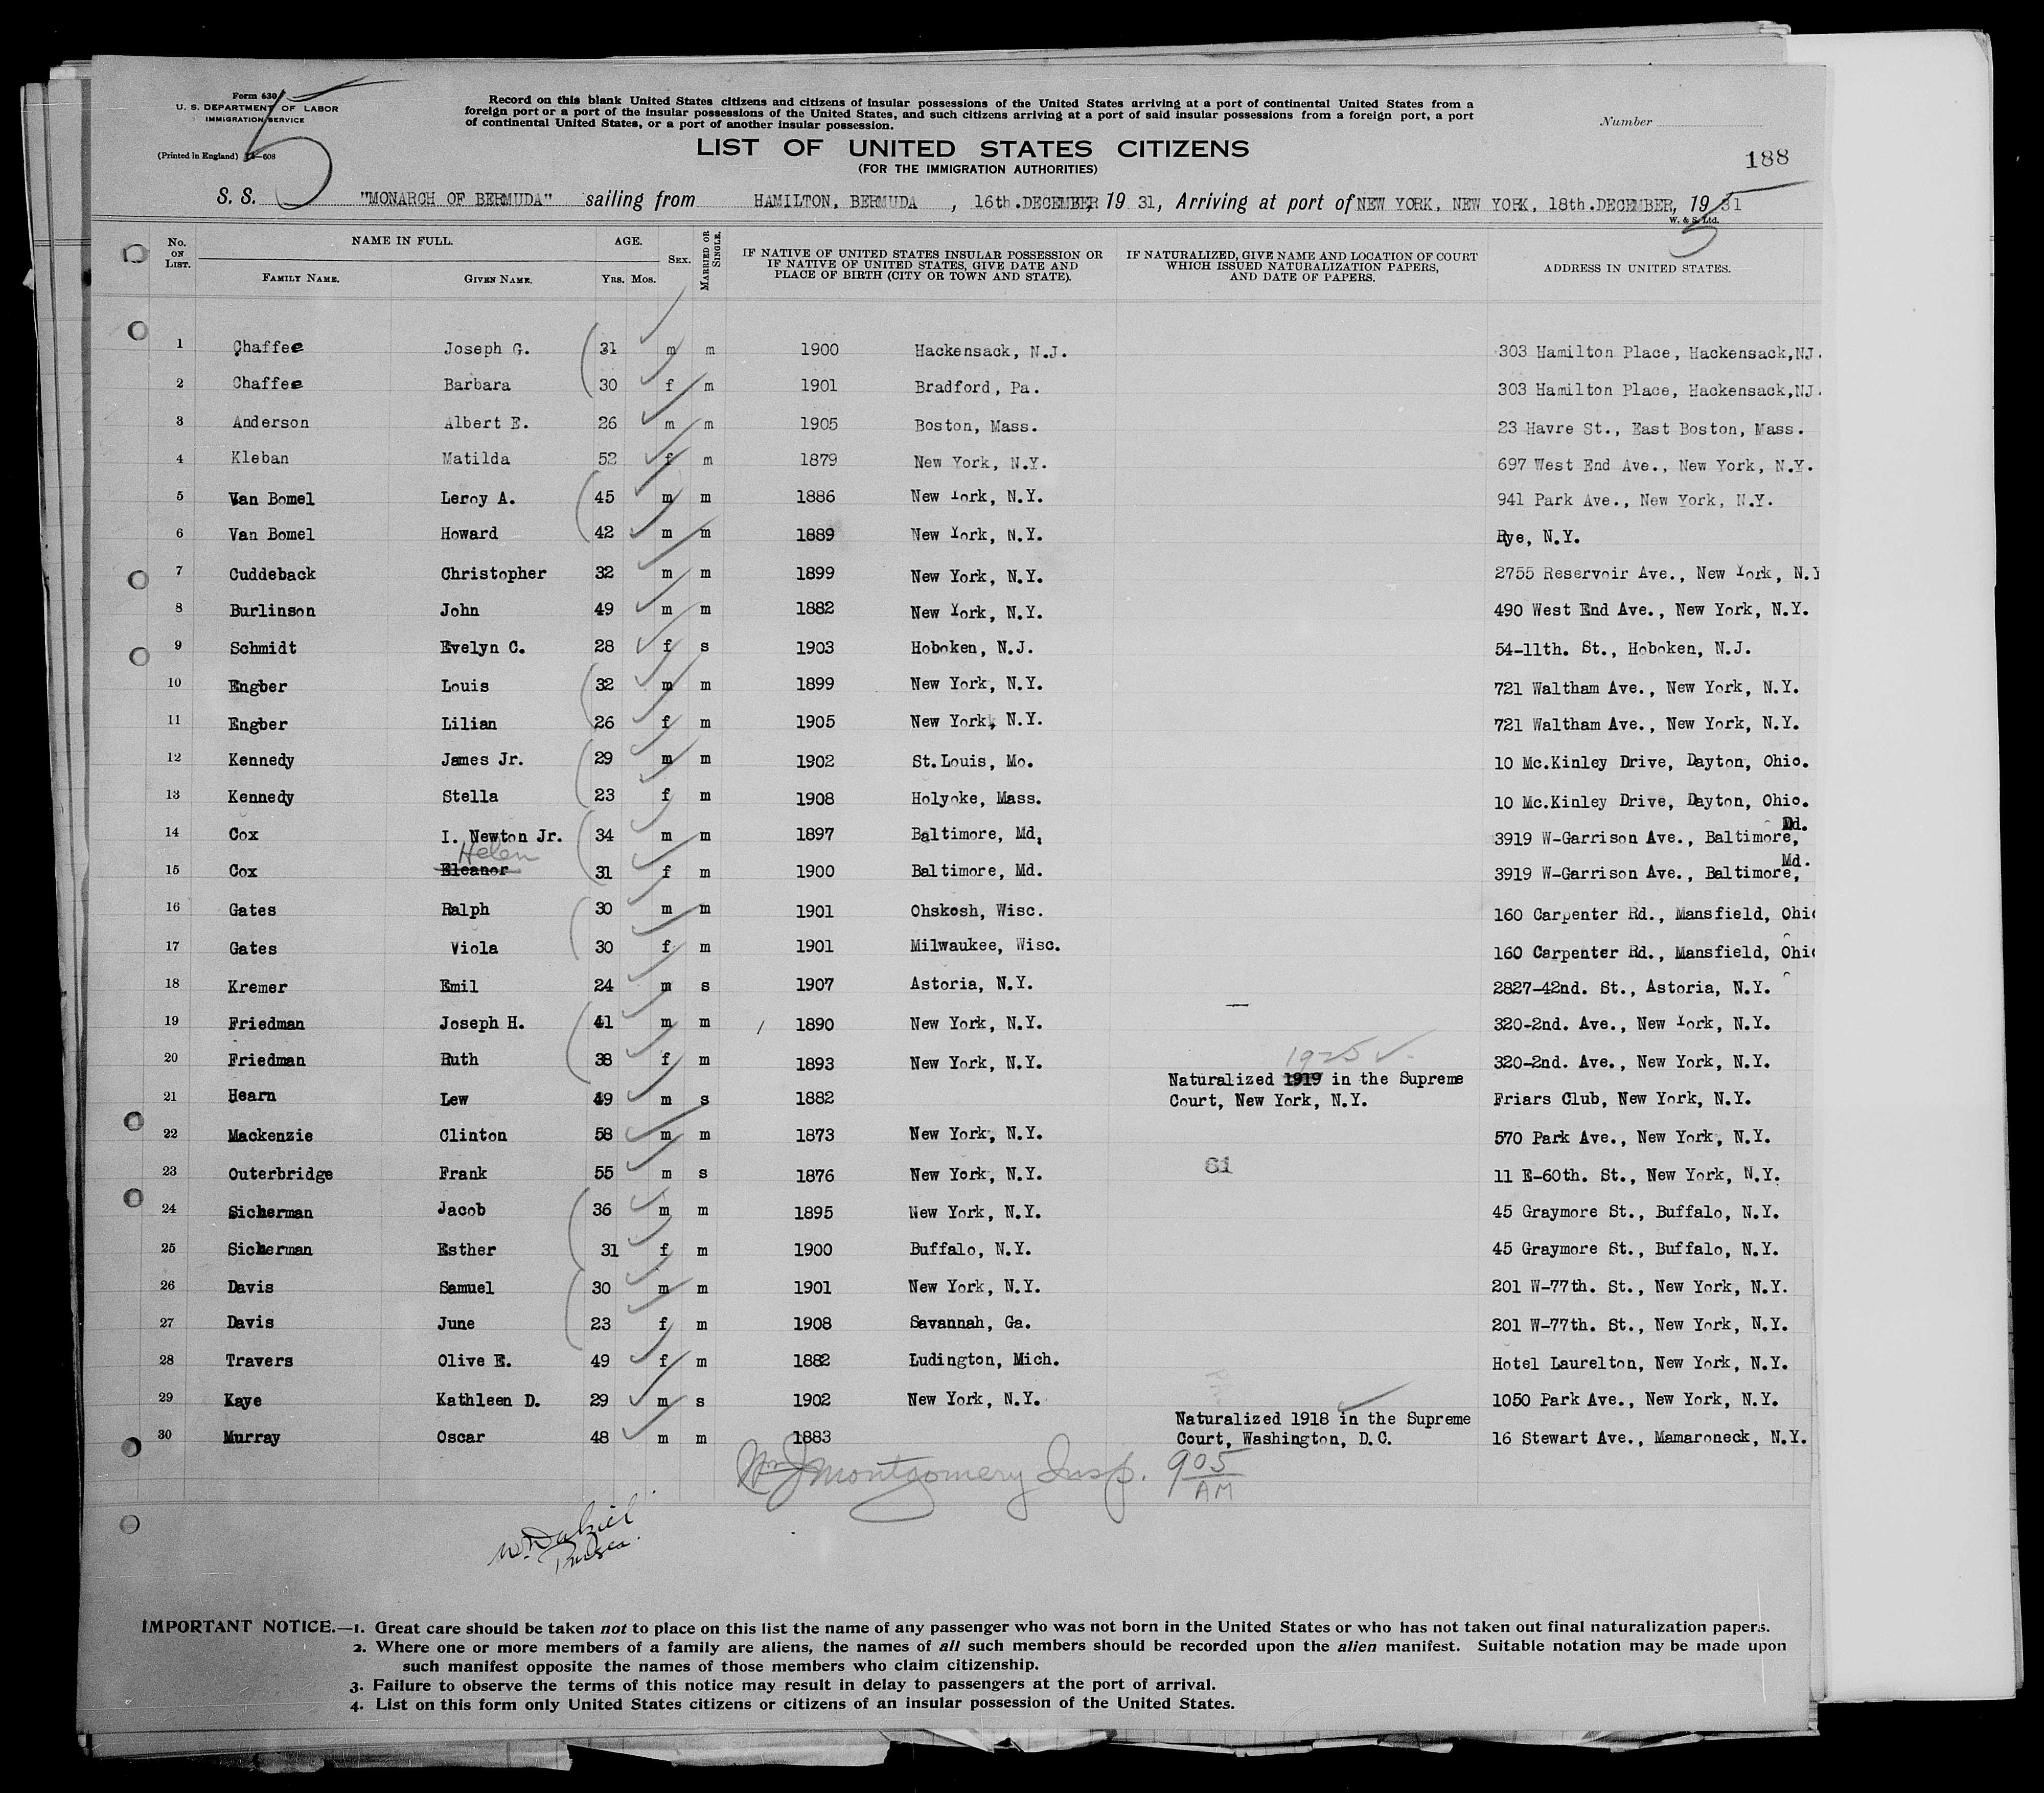 Form 630
U. S. DEPARTMENT OF LABOR
IMMIGRATION SERVICE
(Printed in England) 14—608
5
Record on this blank United States citizens and citizens of insular possessions of the United States arriving at a port of continental United States from a
foreign port or a port of the insular possessions of the United States, and such citizens arriving at a port of said insular possessions from a foreign port, a port
of continental United States, or a port of another insular possession.
Number
LIST OF UNITED STATES CITIZENS
(FOR THE IMMIGRATION AUTHORITIES)
188
S. S. "MONARCH OF BERMUDA" sailing from HAMILTON, BERMUDA , 16th.DECEMBER, 19 31, Arriving at port of NEW YORK, NEW YORK, 18th.DECEMBER, 19 31
W. & S. Ltd.
5
No. ON LIST. NAME IN FULL. FAMILY NAME. GIVEN NAME. AGE. Yrs. Mos. SEX. MARRIED OR SINGLE. IF NATIVE OF UNITED STATES INSULAR POSSESSION OR IF NATIVE OF UNITED STATES, GIVE DATE AND PLACE OF BIRTH (CITY OR TOWN AND STATE). IF NATURALIZED, GIVE NAME AND LOCATION OF COURT WHICH ISSUED NATURALIZATION PAPERS, AND DATE OF PAPERS. ADDRESS IN UNITED STATES.
1 Chaffee Joseph G. 31 m m 1900 Hackensack, N.J. 303 Hamilton Place, Hackensack,NJ.
2 Chaffee Barbara 30 f m 1901 Bradford, Pa. 303 Hamilton Place, Hackensack,NJ.
3 Anderson Albert E. 26 m m 1905 Boston, Mass. 23 Havre St., East Boston, Mass.
4 Kleban Matilda 52 f m 1879 New York, N.Y. 697 West End Ave., New York, N.Y.
5 Van Bomel Leroy A. 45 m m 1886 New York, N.Y. 941 Park Ave., New York, N.Y.
6 Van Bomel Howard 42 m m 1889 New York, N.Y. Rye, N.Y.
7 Cuddeback Christopher 32 m m 1899 New York, N.Y. 2755 Reservoir Ave., New York, N.Y
8 Burlinson John 49 m m 1882 New York, N.Y. 490 West End Ave., New York, N.Y.
9 Schmidt Evelyn C. 28 f s 1903 Hoboken, N.J. 54-11th. St., Hoboken, N.J.
10 Engber Louis 32 m m 1899 New York, N.Y. 721 Waltham Ave., New York, N.Y.
11 Engber Lilian 26 f m 1905 New York, N.Y. 721 Waltham Ave., New York, N.Y.
12 Kennedy James Jr. 29 m m 1902 St.Louis, Mo. 10 Mc.Kinley Drive, Dayton, Ohio.
13 Kennedy Stella 23 f m 1908 Holyoke, Mass. 10 Mc.Kinley Drive, Dayton, Ohio.
14 Cox I. Newton Jr. 34 m m 1897 Baltimore, Md, 3919 W-Garrison Ave., Baltimore, Md.
15 Cox Eleanor Helen 31 f m 1900 Baltimore, Md. 3919 W-Garrison Ave., Baltimore, Md.
16 Gates Ralph 30 m m 1901 Ohskosh, Wisc. 160 Carpenter Rd., Mansfield, Ohio
17 Gates Viola 30 f m 1901 Milwaukee, Wisc. 160 Carpenter Rd., Mansfield, Ohio
18 Kremer Emil 24 m s 1907 Astoria, N.Y. 2827-42nd. St., Astoria, N.Y.
19 Friedman Joseph H. 41 m m 1890 New York, N.Y. 320-2nd. Ave., New York, N.Y.
20 Friedman Ruth 38 f m 1893 New York, N.Y. 320-2nd. Ave., New York, N.Y.
1925
21 Hearn Lew 49 m s 1882 Naturalized 1919 in the Supreme Court, New York, N.Y. Friars Club, New York, N.Y.
22 Mackenzie Clinton 58 m m 1873 New York, N.Y. 570 Park Ave., New York, N.Y.
23 Outerbridge Frank 55 m s 1876 New York, N.Y. 61 11 E-60th. St., New York, N.Y.
24 Sicherman Jacob 36 m m 1895 New York, N.Y. 45 Graymore St., Buffalo, N.Y.
25 Sicherman Esther 31 f m 1900 Buffalo, N.Y. 45 Graymore St., Buffalo, N.Y.
26 Davis Samuel 30 m m 1901 New York, N.Y. 201 W-77th. St., New York, N.Y.
27 Davis June 23 f m 1908 Savannah, Ga. 201 W-77th. St., New York, N.Y.
28 Travers Olive E. 49 f m 1882 Ludington, Mich. Hotel Laurelton, New York, N.Y.
29 Kaye Kathleen D. 29 m s 1902 New York, N.Y. 1050 Park Ave., New York, N.Y.
30 Murray Oscar 48 m m 1883 Naturalized 1918 in the Supreme Court, Washington, D.C. 16 Stewart Ave., Mamaroneck, N.Y.
Wm J Montgomery Insp. 9 05 AM
IMPORTANT NOTICE.—1. Great care should be taken not to place on this list the name of any passenger who was not born in the United States or who has not taken out final naturalization papers.
2. Where one or more members of a family are aliens, the names of all such members should be recorded upon the alien manifest. Suitable notation may be made upon
such manifest opposite the names of those members who claim citizenship.
3. Failure to observe the terms of this notice may result in delay to passengers at the port of arrival.
4. List on this form only United States citizens or citizens of an insular possession of the United States.